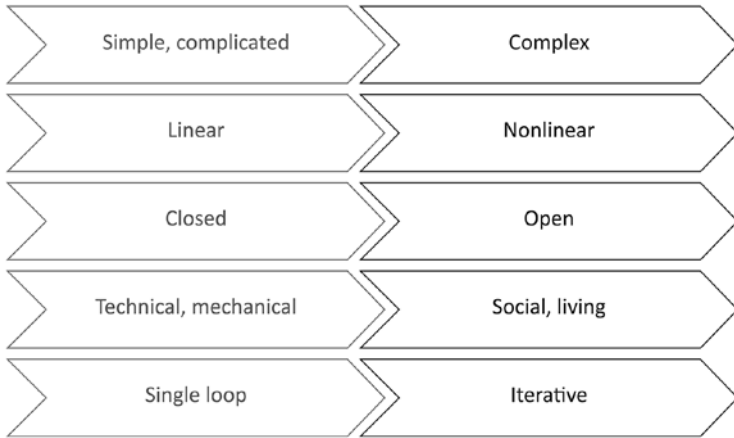 Simple, complicated
Complex
Linear
Nonlinear
Closed
Open
Technical, mechanical
Social, living
Single loop
Iterative